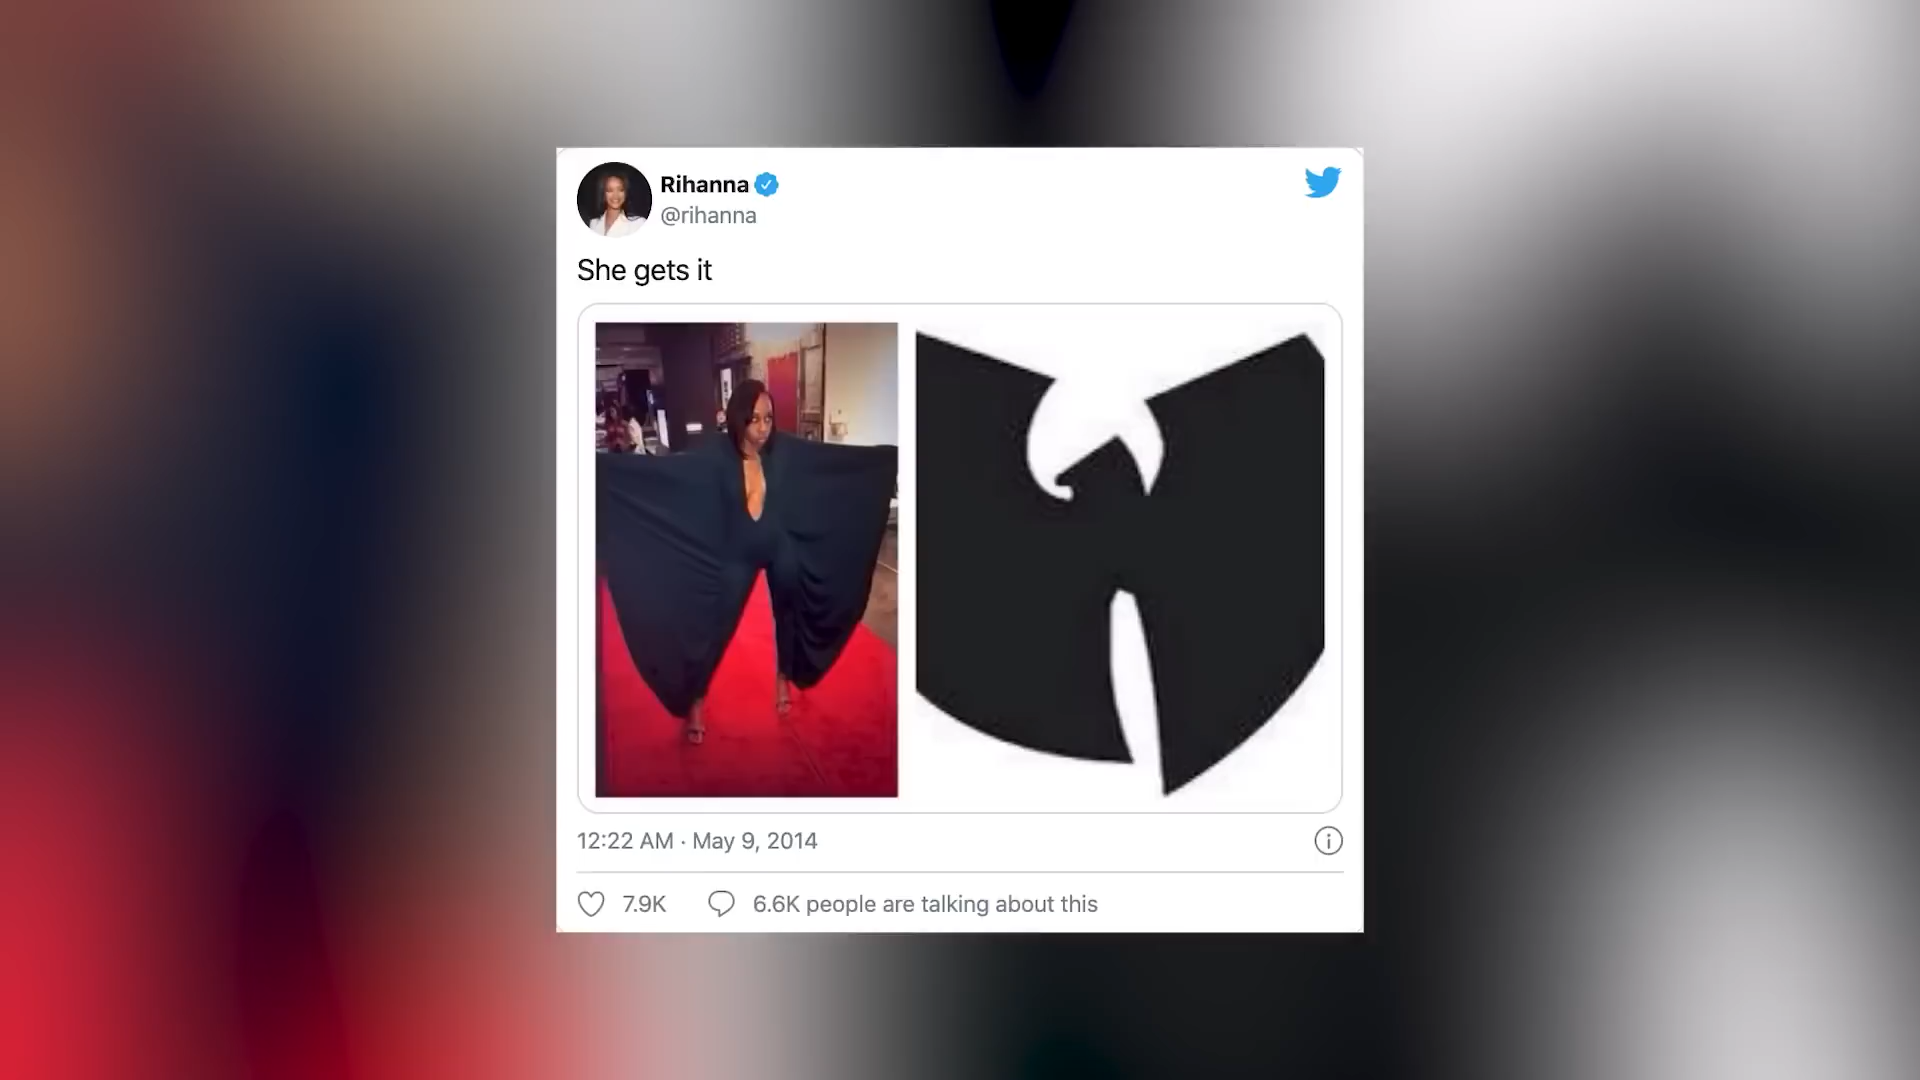 Rihanna
@rihanna
She gets it
12:22 AM · May 9, 2014
7.9K
6.6K people are talking about this